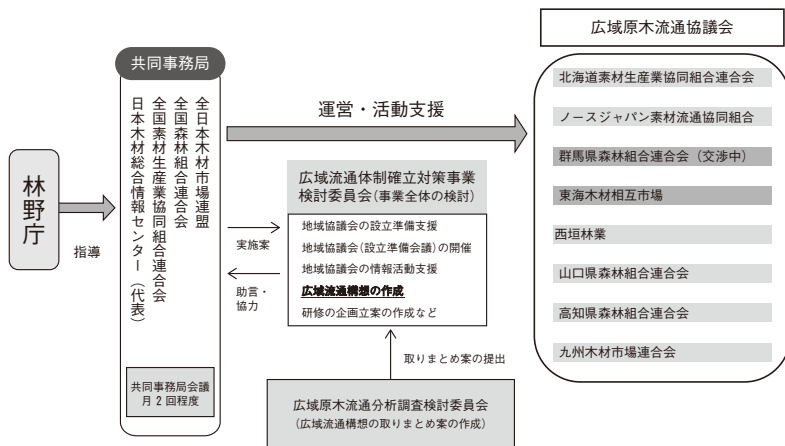 林野庁
指導
共同事務局
全日本木材市場連盟
全国森林組合連合会
全国素材生産業協同組合連合会
日本木材総合情報センター（代表）
共同事務局会議
月2回程度
運営・活動支援
実施案
助言・
協力
広域流通体制確立対策事業
検討委員会（事業全体の検討）
地域協議会の設立準備支援
地域協議会（設立準備会議）の開催
地域協議会の情報活動支援
広域流通構想の作成
研修の企画立案の作成など
取りまとめ案の提出
広域原木流通分析調査検討委員会
（広域流通構想の取りまとめ案の作成）
広域原木流通協議会
北海道素材生産業協同組合連合会
ノースジャパン素材流通協同組合
群馬県森林組合連合会（交渉中）
東海木材相互市場
西垣林業
山口県森林組合連合会
高知県森林組合連合会
九州木材市場連合会